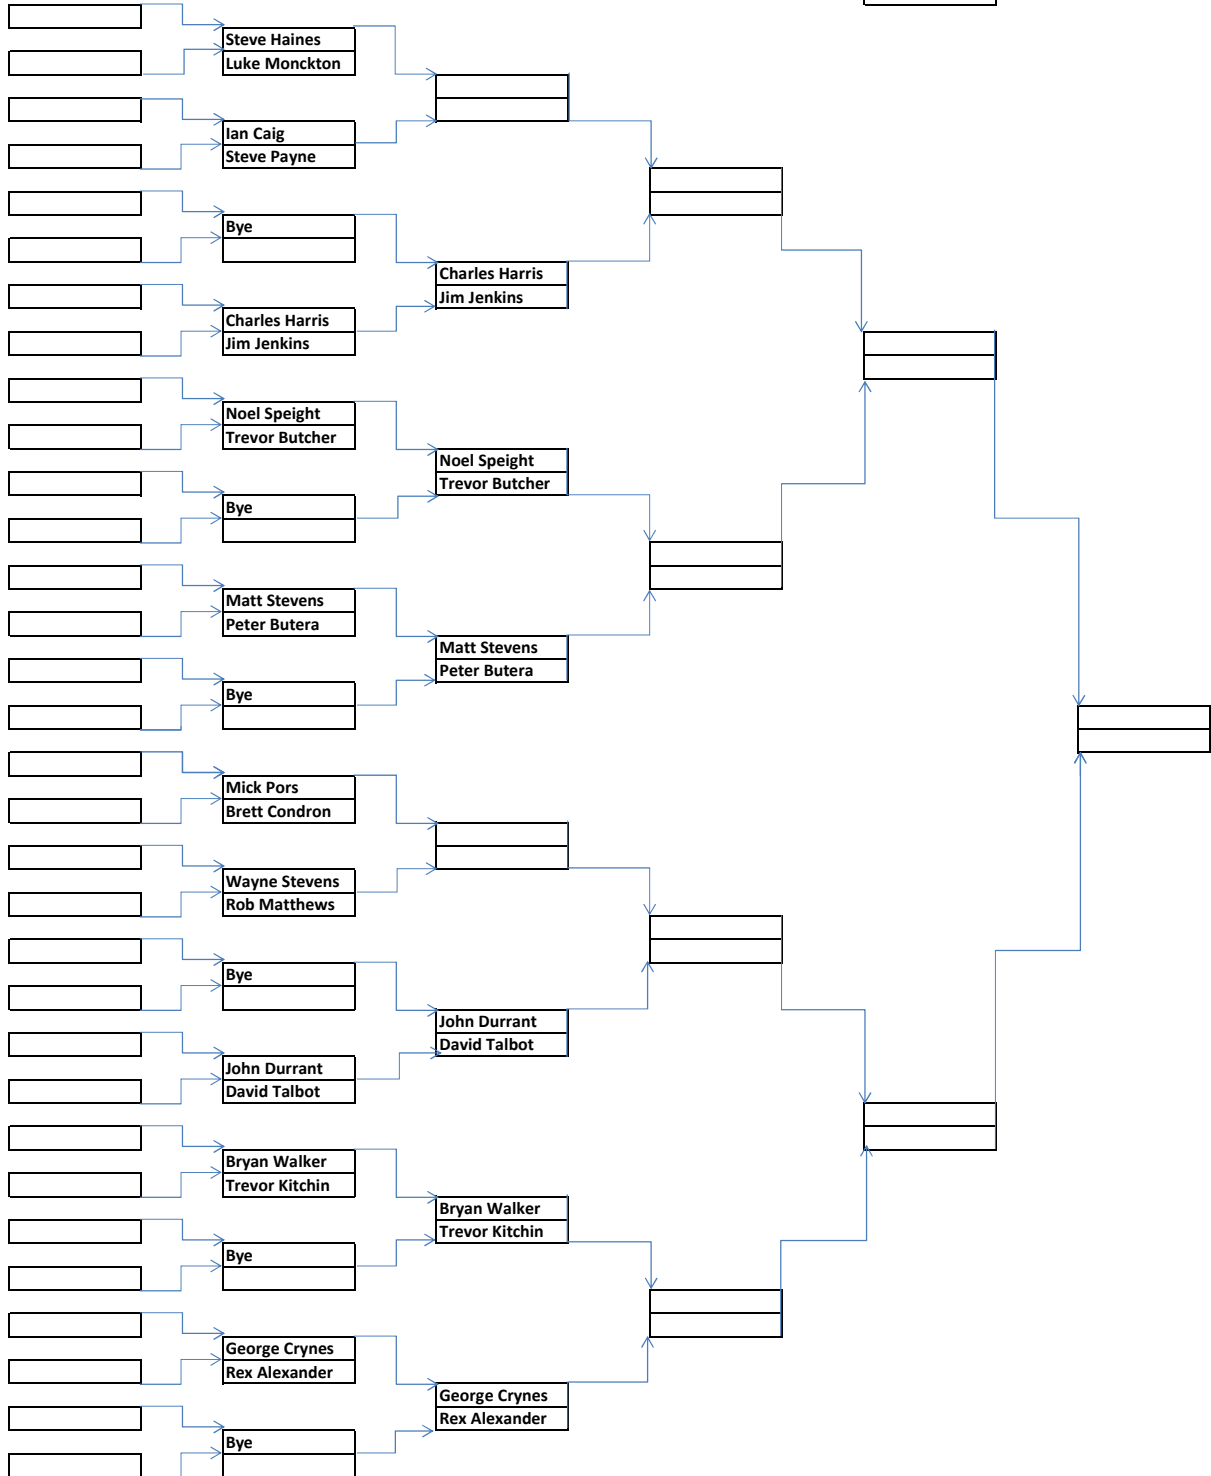 Steve Haines
Luke Monckton
Ian Caig
Steve Payne
Bye
Charles Harris
Jim Jenkins
Charles Harris
Jim Jenkins
Noel Speight
Trevor Butcher
Noel Speight
Trevor Butcher
Bye
Matt Stevens
Peter Butera
Matt Stevens
Peter Butera
Bye
Mick Pors
Brett Condron
Wayne Stevens
Rob Matthews
Bye
John Durrant
David Talbot
John Durrant
David Talbot
Bryan Walker
Trevor Kitchin
Bryan Walker
Trevor Kitchin
Bye
George Crynes
Rex Alexander
George Crynes
Rex Alexander
Bye